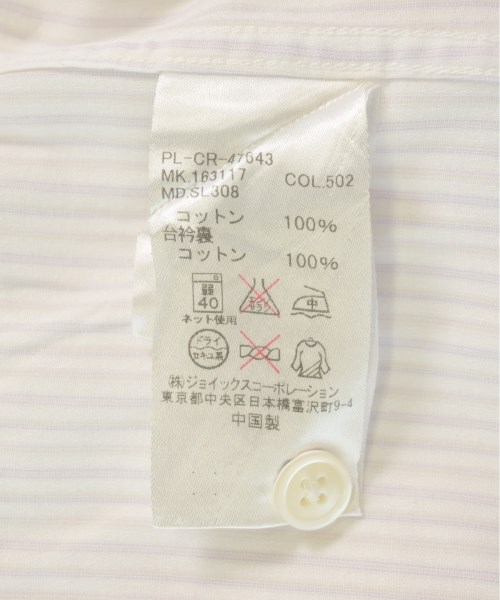 PL-CR-47643
MK.163117
COL.502
MD.SL308
コットン 100%
台衿裏
コットン 100%
弱
40
中
ネット使用
ドライ
セキユ系
㈱ジョイックスコーポレーション
東京都中央区日本橋富沢町9-4
中国製